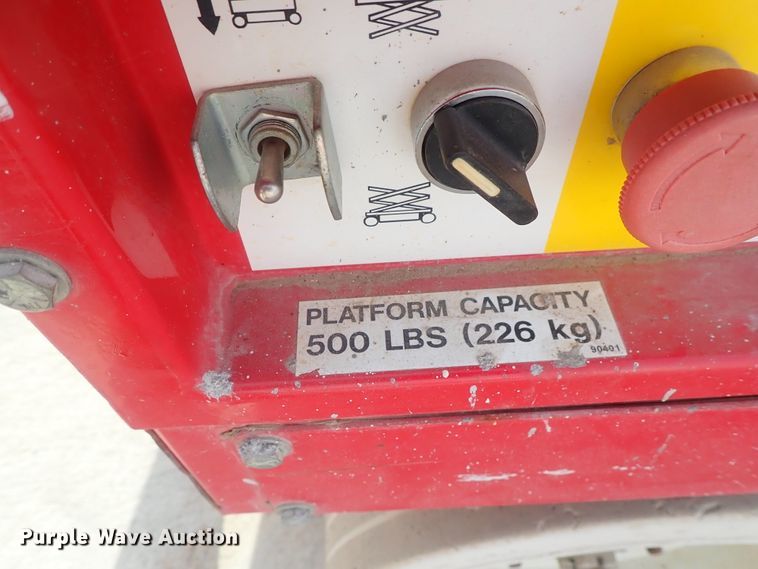 PLATFORM CAPACITY
500 LBS (226 kg)
90401
Purple Wave Auction